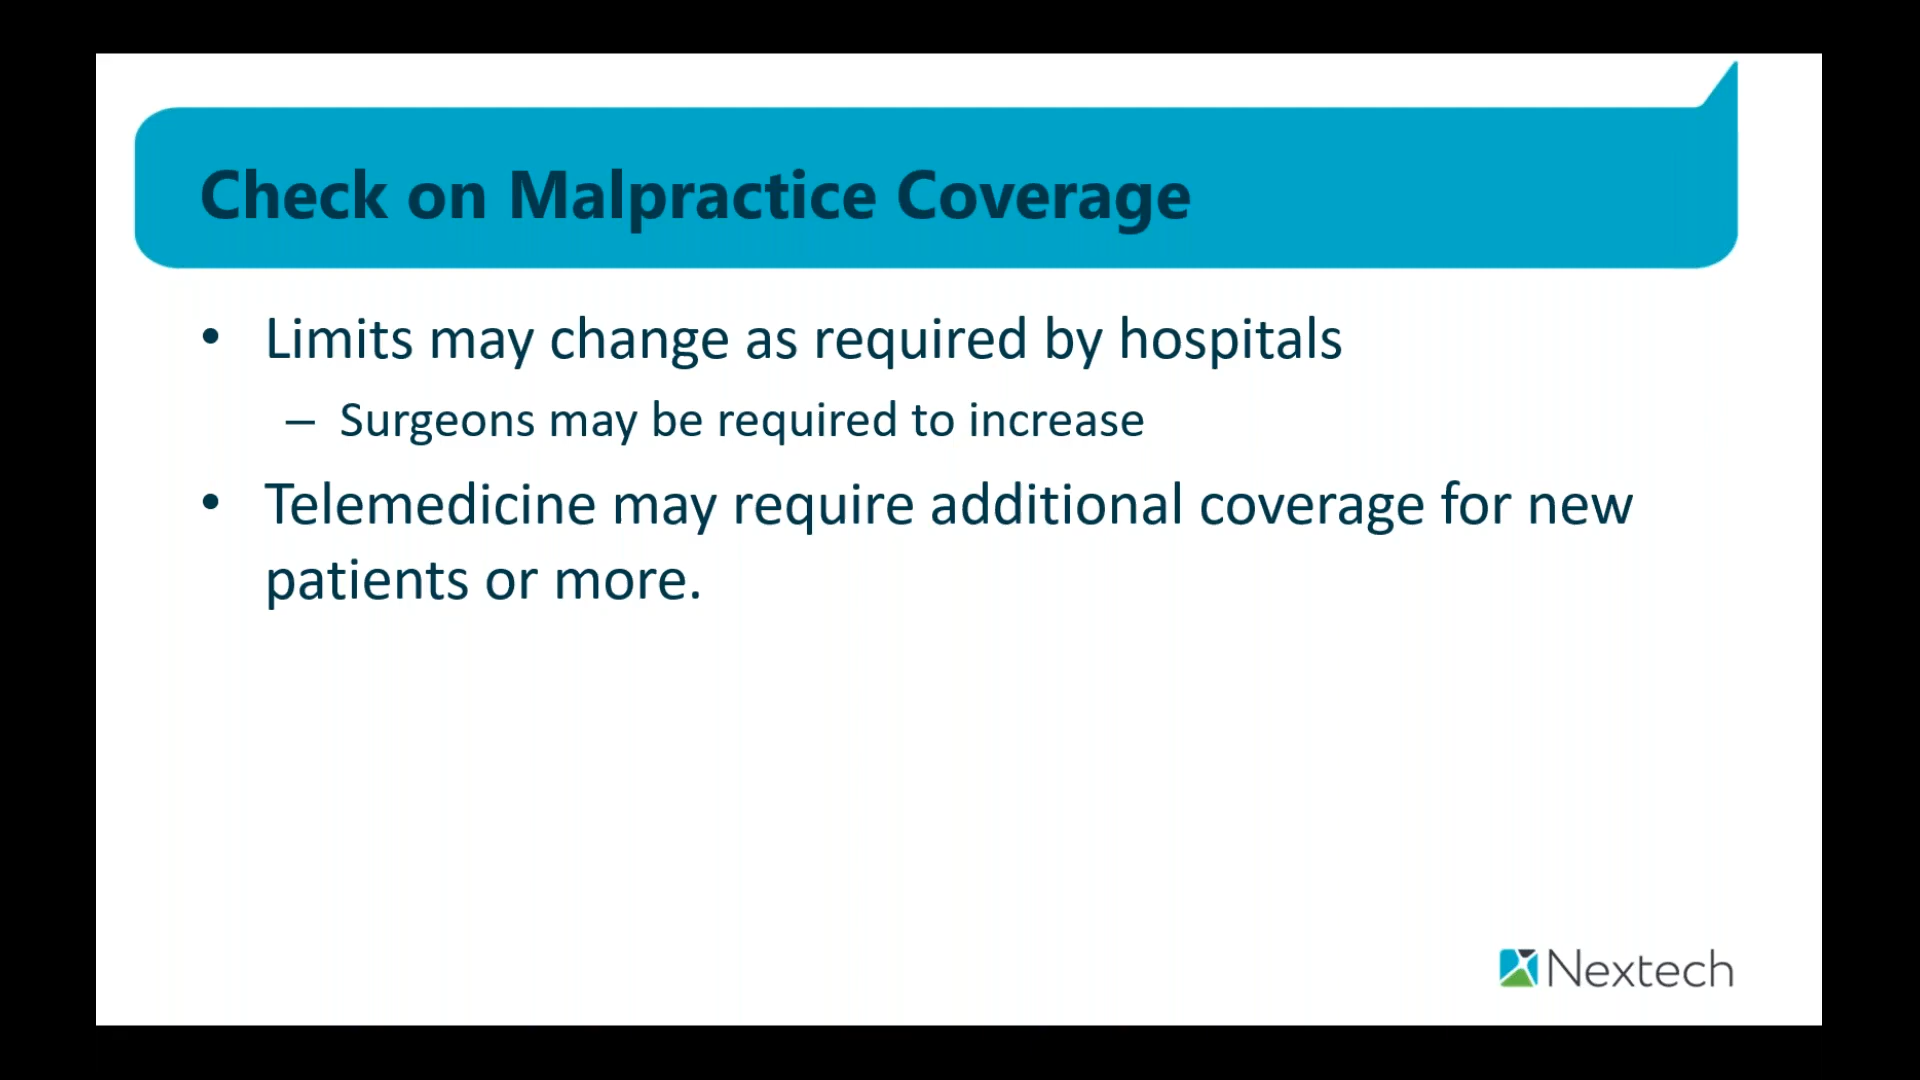 Check on Malpractice Coverage
• Limits may change as required by hospitals
– Surgeons may be required to increase
• Telemedicine may require additional coverage for new
patients or more.
Nextech